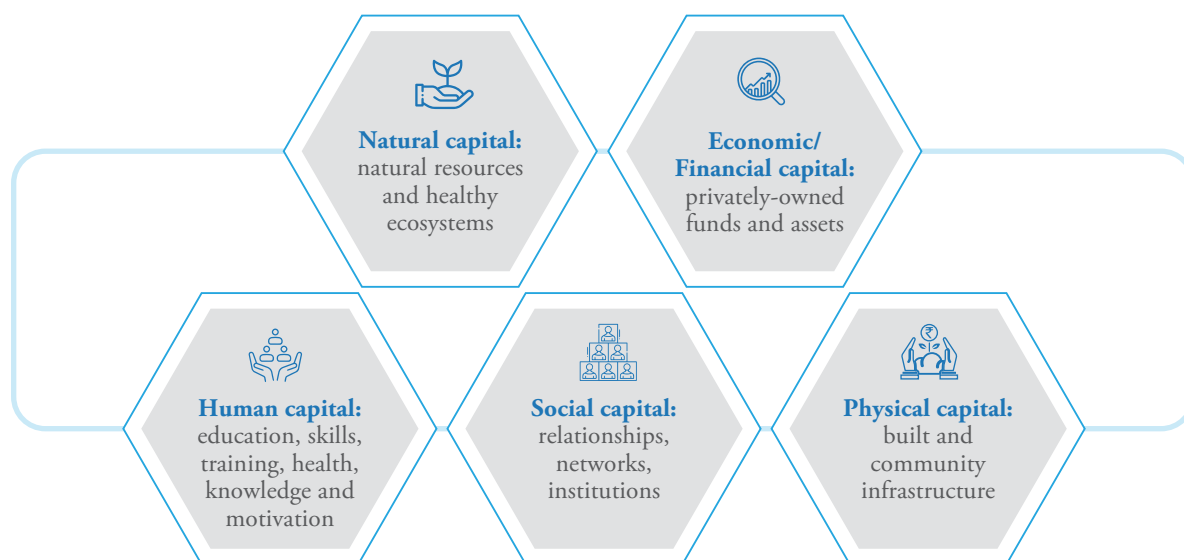 Natural capital:
natural resources
and healthy
ecosystems
Economic/
Financial capital:
privately-owned
funds and assets
Human capital:
education, skills,
training, health,
knowledge and
motivation
Social capital:
relationships,
networks,
institutions
₹
Physical capital:
built and
community
infrastructure